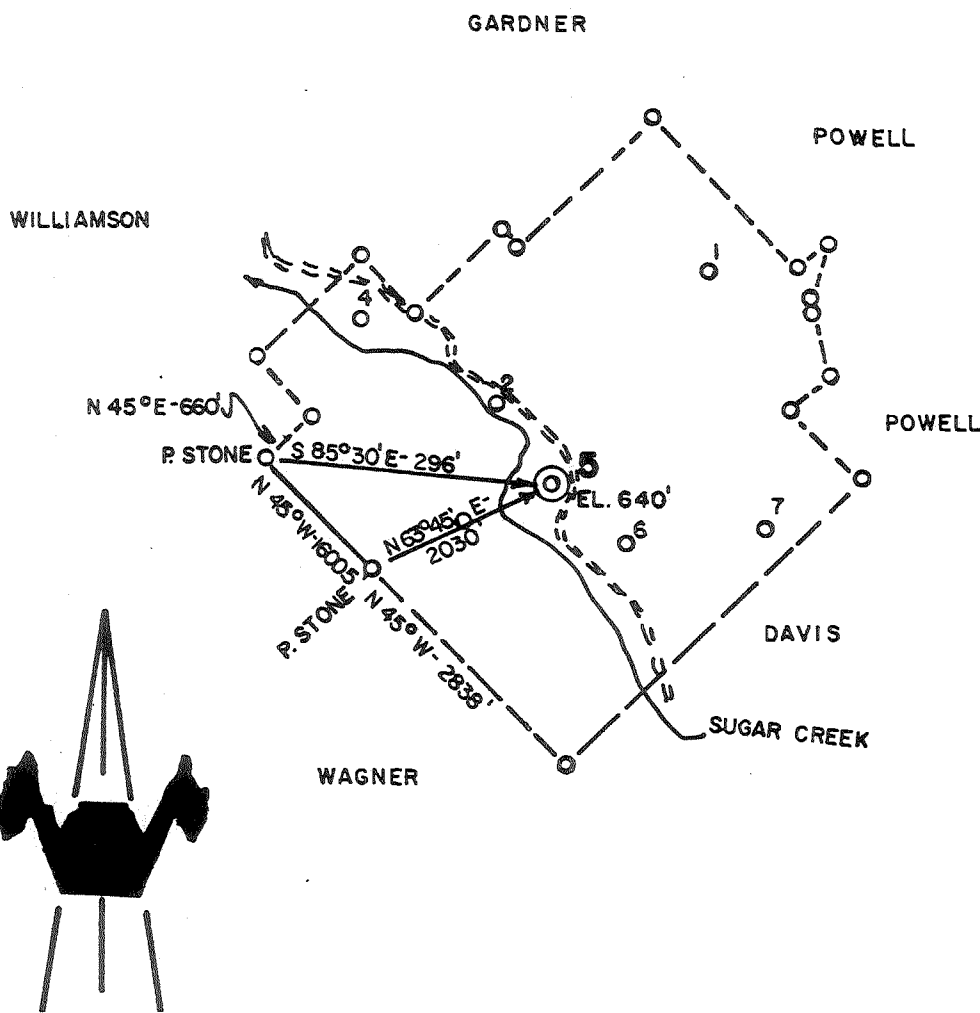 GARDNER
POWELL
WILLIAMSON
1
4
2
N 45° E-660'
P. STONE
S 85°30' E- 296'
POWELL
5
EL. 640'
N 63°45' E-
2030'
N 45° W-1600.5
7
6
P. STONE
N 45° W- 2838'
DAVIS
SUGAR CREEK
WAGNER